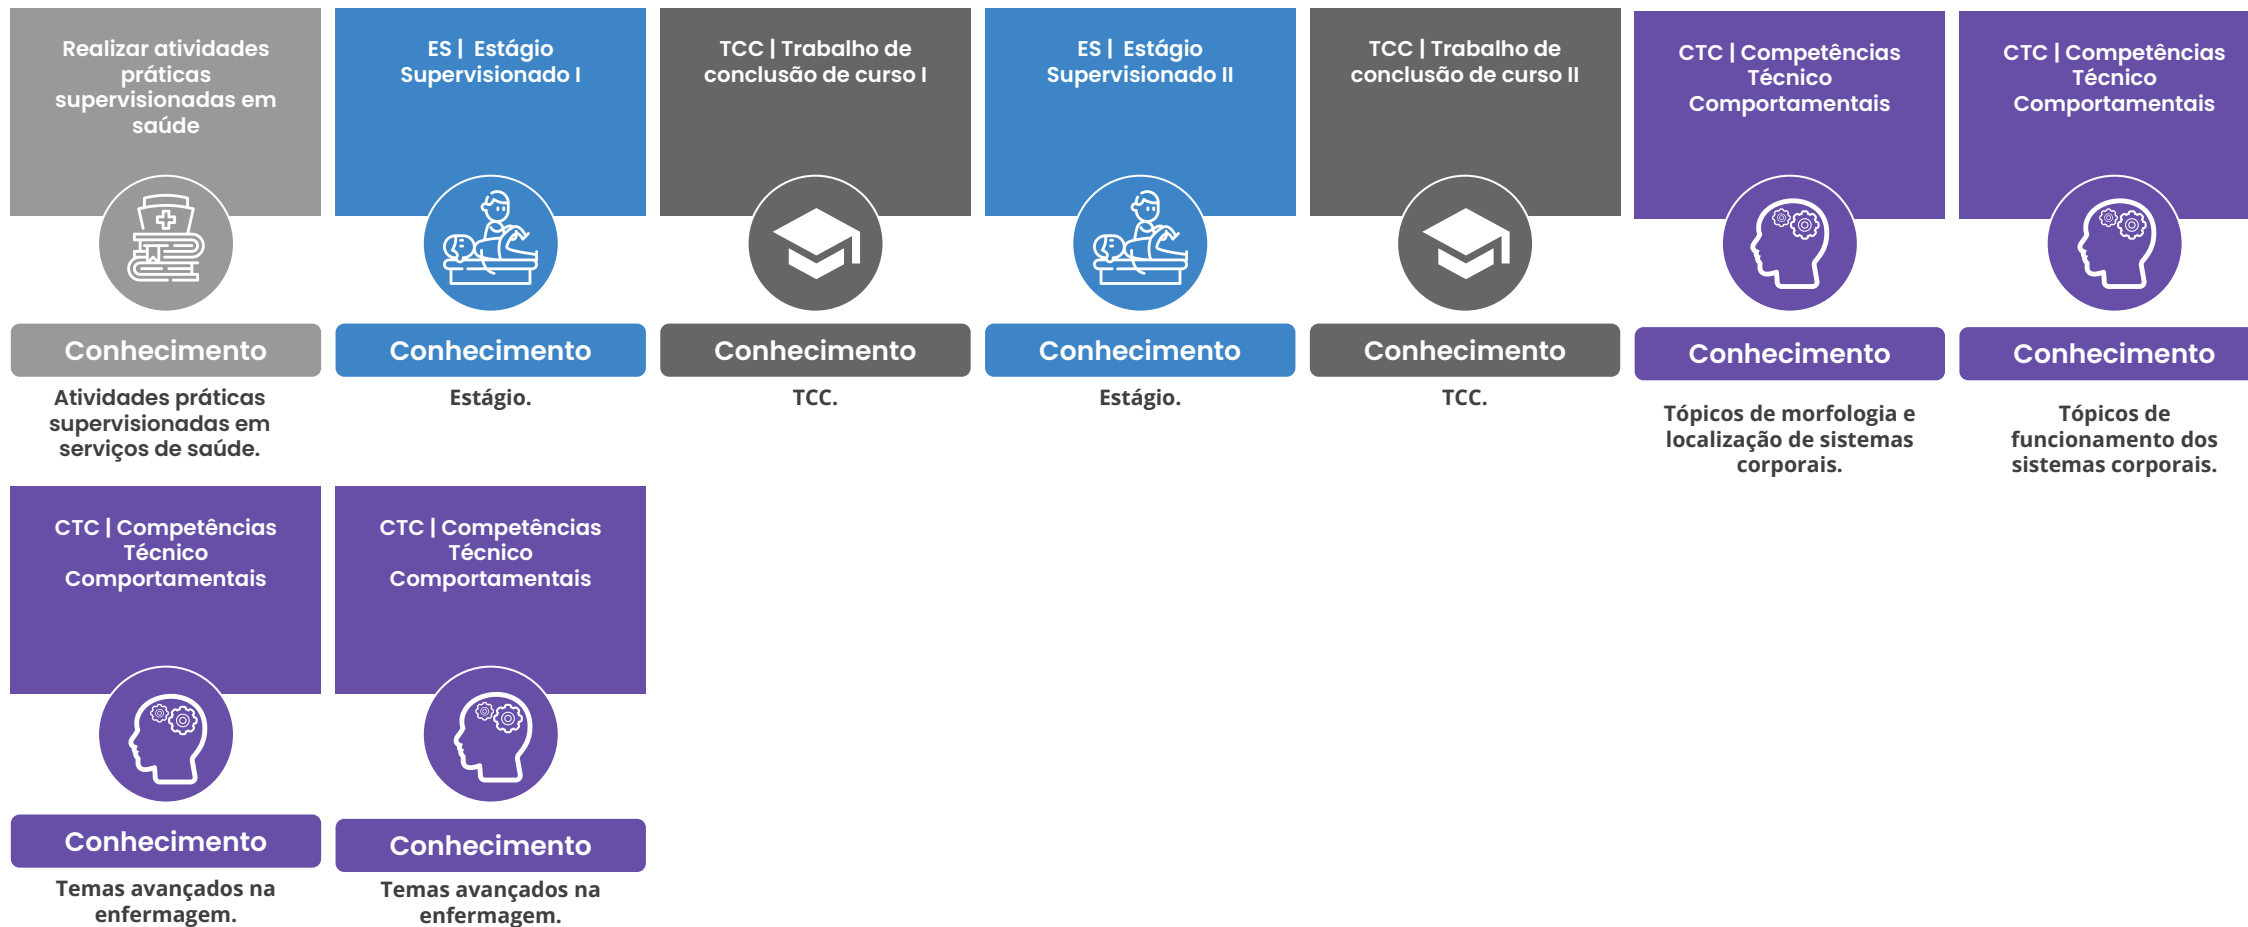 Realizar atividades
práticas
supervisionadas em
saúde
Conhecimento
Atividades práticas
supervisionadas em
serviços de saúde.
ES | Estágio
Supervisionado I
Conhecimento
Estágio.
TCC | Trabalho de
conclusão de curso I
Conhecimento
TCC.
ES | Estágio
Supervisionado II
Conhecimento
Estágio.
TCC | Trabalho de
conclusão de curso II
Conhecimento
TCC.
CTC | Competências
Técnico
Comportamentais
Conhecimento
Tópicos de morfologia e
localização de sistemas
corporais.
CTC | Competências
Técnico
Comportamentais
Conhecimento
Tópicos de
funcionamento dos
sistemas corporais.
CTC | Competências
Técnico
Comportamentais
Conhecimento
Temas avançados na
enfermagem.
CTC | Competências
Técnico
Comportamentais
Conhecimento
Temas avançados na
enfermagem.